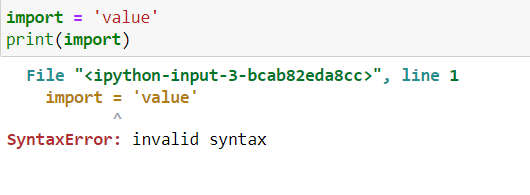 import = 'value'
print(import)
File "<ipython-input-3-bcab82eda8cc>", line 1
import = 'value'
^
SyntaxError: invalid syntax